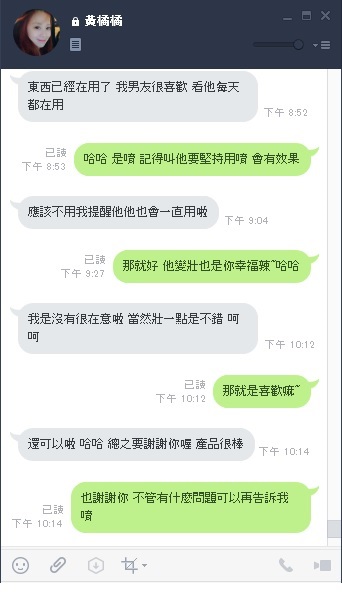 黃橘橘
東西已經在用了 我男友很喜歡 看他每天
都在用
下午 8:52
已讀
下午 8:53
哈哈 是唷 記得叫他要堅持用唷 會有效果
應該不用我提醒他他也會一直用啦
下午 9:04
已讀
下午 9:27
那就好 他變壯也是你幸福辣~哈哈
我是沒有很在意啦 當然壯一點是不錯 呵
呵
下午 10:12
已讀
下午 10:12
那就是喜歡嘛~
還可以啦 哈哈 總之要謝謝你喔 產品很棒
下午 10:14
已讀
下午 10:14
也謝謝你 不管有什麼問題可以再告訴我
唷